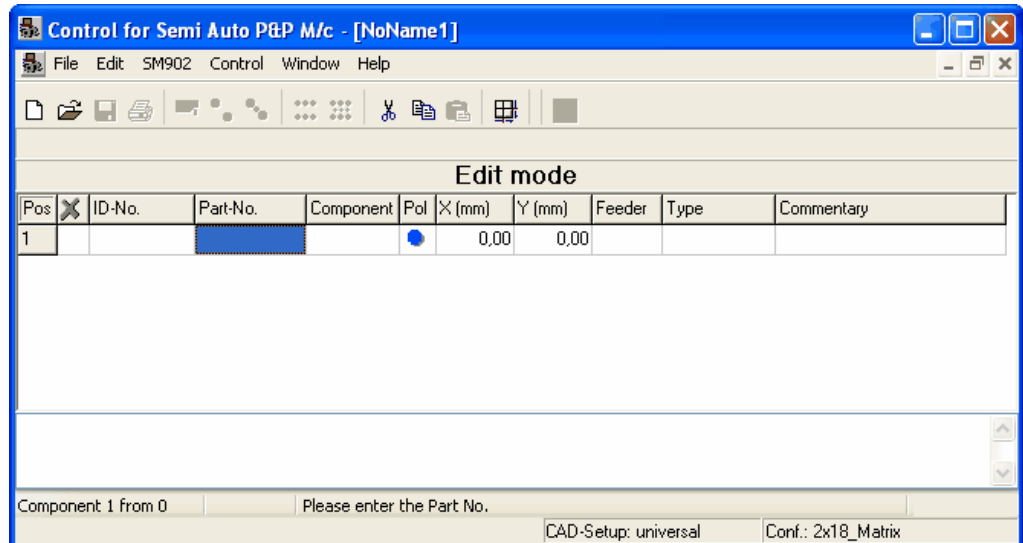 Control for Semi Auto P&P M/c - [NoName1]
File Edit SM902 Control Window Help
Edit mode
Pos ID-No. Part-No. Component Pol X (mm) Y (mm) Feeder Type Commentary
1 0,00 0,00
Component 1 from 0 Please enter the Part No.
CAD-Setup: universal Conf.: 2x18_Matrix